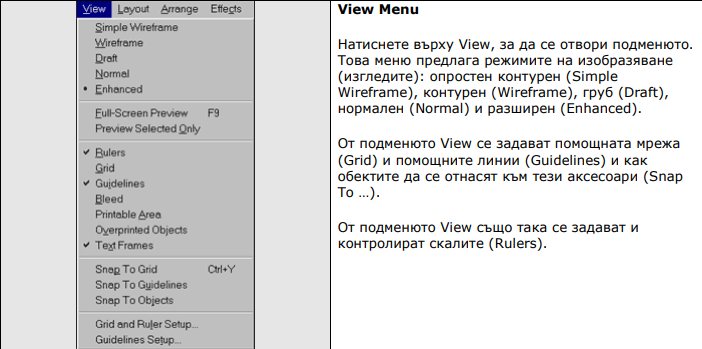 View Layout Arrange Effects
Simple Wireframe
Wireframe
Draft
Normal
• Enhanced
Full-Screen Preview F9
Preview Selected Only
✔ Rulers
Grid
✔ Guidelines
Bleed
Printable Area
Overprinted Objects
✔ Text Frames
Snap To Grid Ctrl+Y
Snap To Guidelines
Snap To Objects
Grid and Ruler Setup...
Guidelines Setup...
View Menu
Натиснете върху View, за да се отвори подменюто.
Това меню предлага режимите на изобразяване
(изгледите): опростен контурен (Simple
Wireframe), контурен (Wireframe), груб (Draft),
нормален (Normal) и разширен (Enhanced).
От подменюто View се задават помощната мрежа
(Grid) и помощните линии (Guidelines) и как
обектите да се отнасят към тези аксесоари (Snap
To …).
От подменюто View също така се задават и
контролират скалите (Rulers).